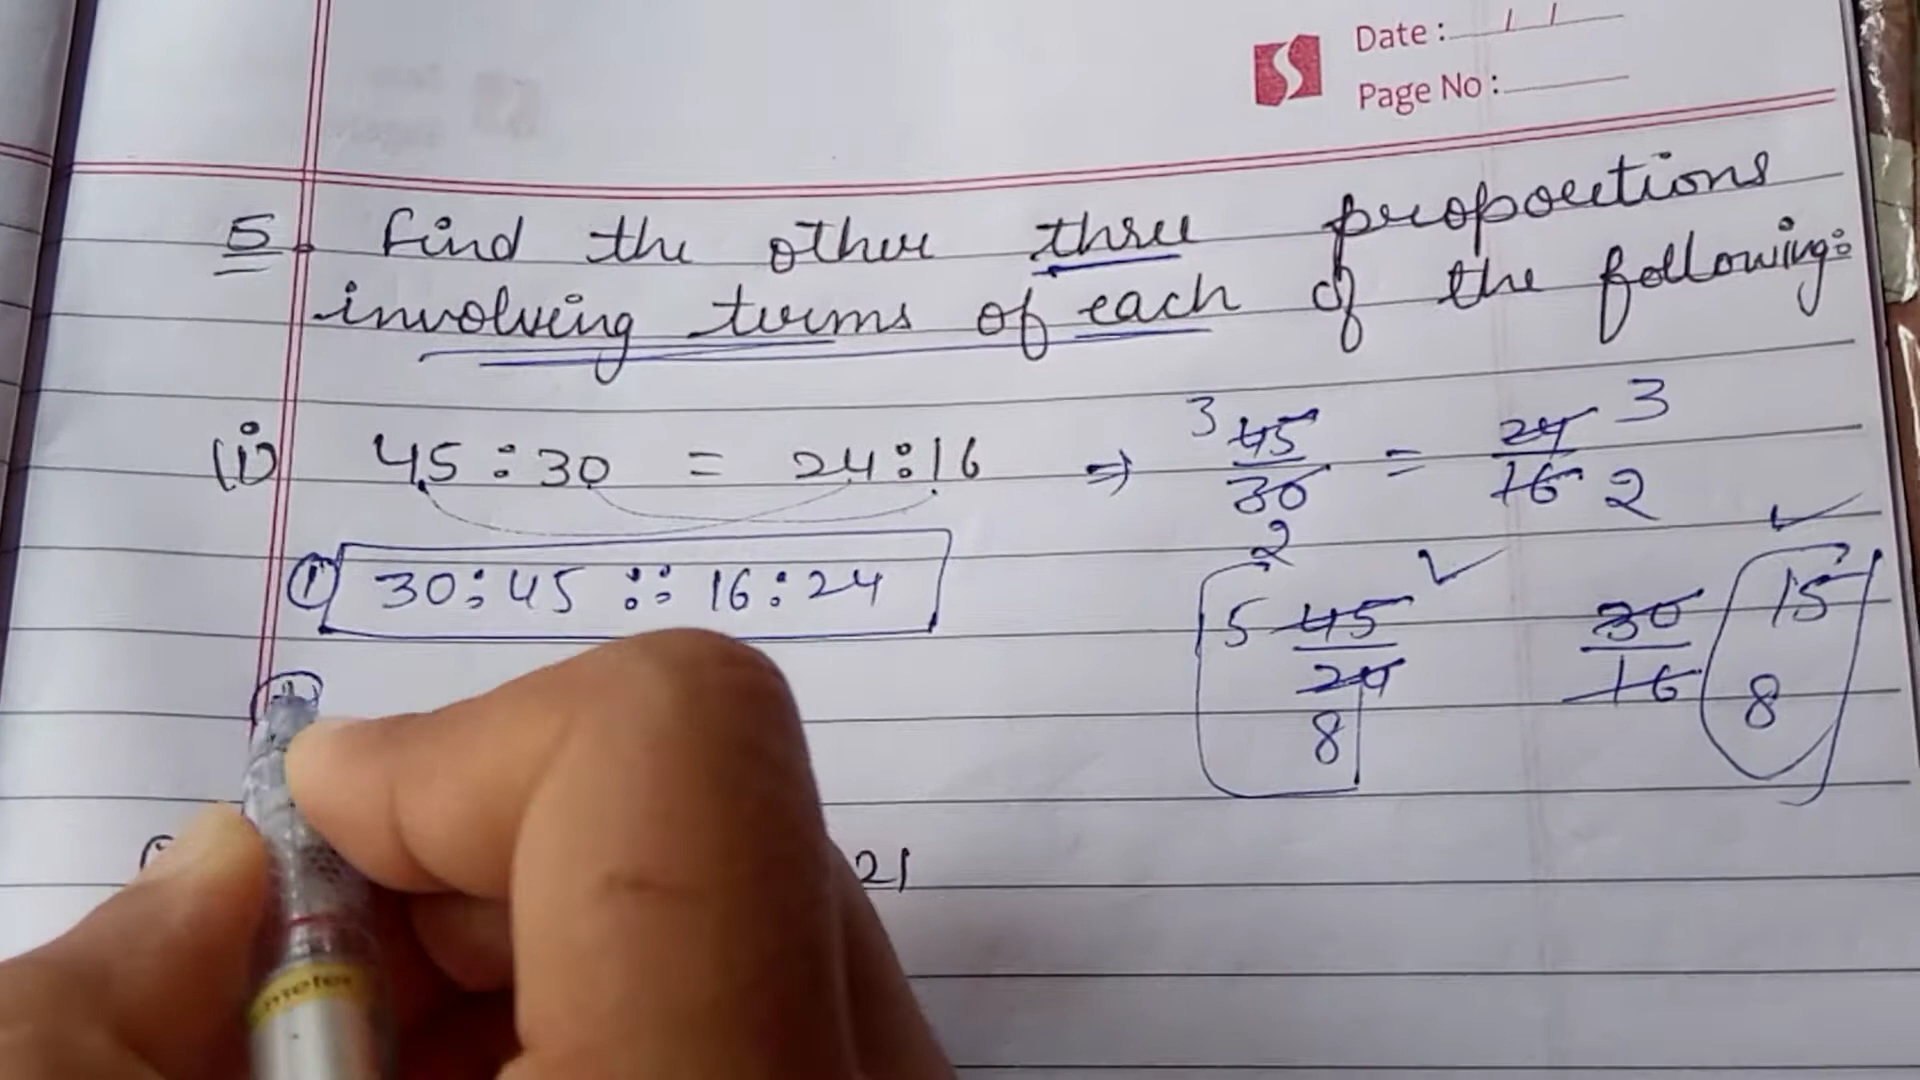 Date :
Page No :
5. Find the other three proportions
involving terms of each of the following:
(i) 45 : 30 = 24 : 16 ⇒ 3 45/30 2 = 24/16 3 2
① 30 : 45 :: 16 : 24
5 45/24 8 ✓ 30/16 15 8 ✓
21
meter